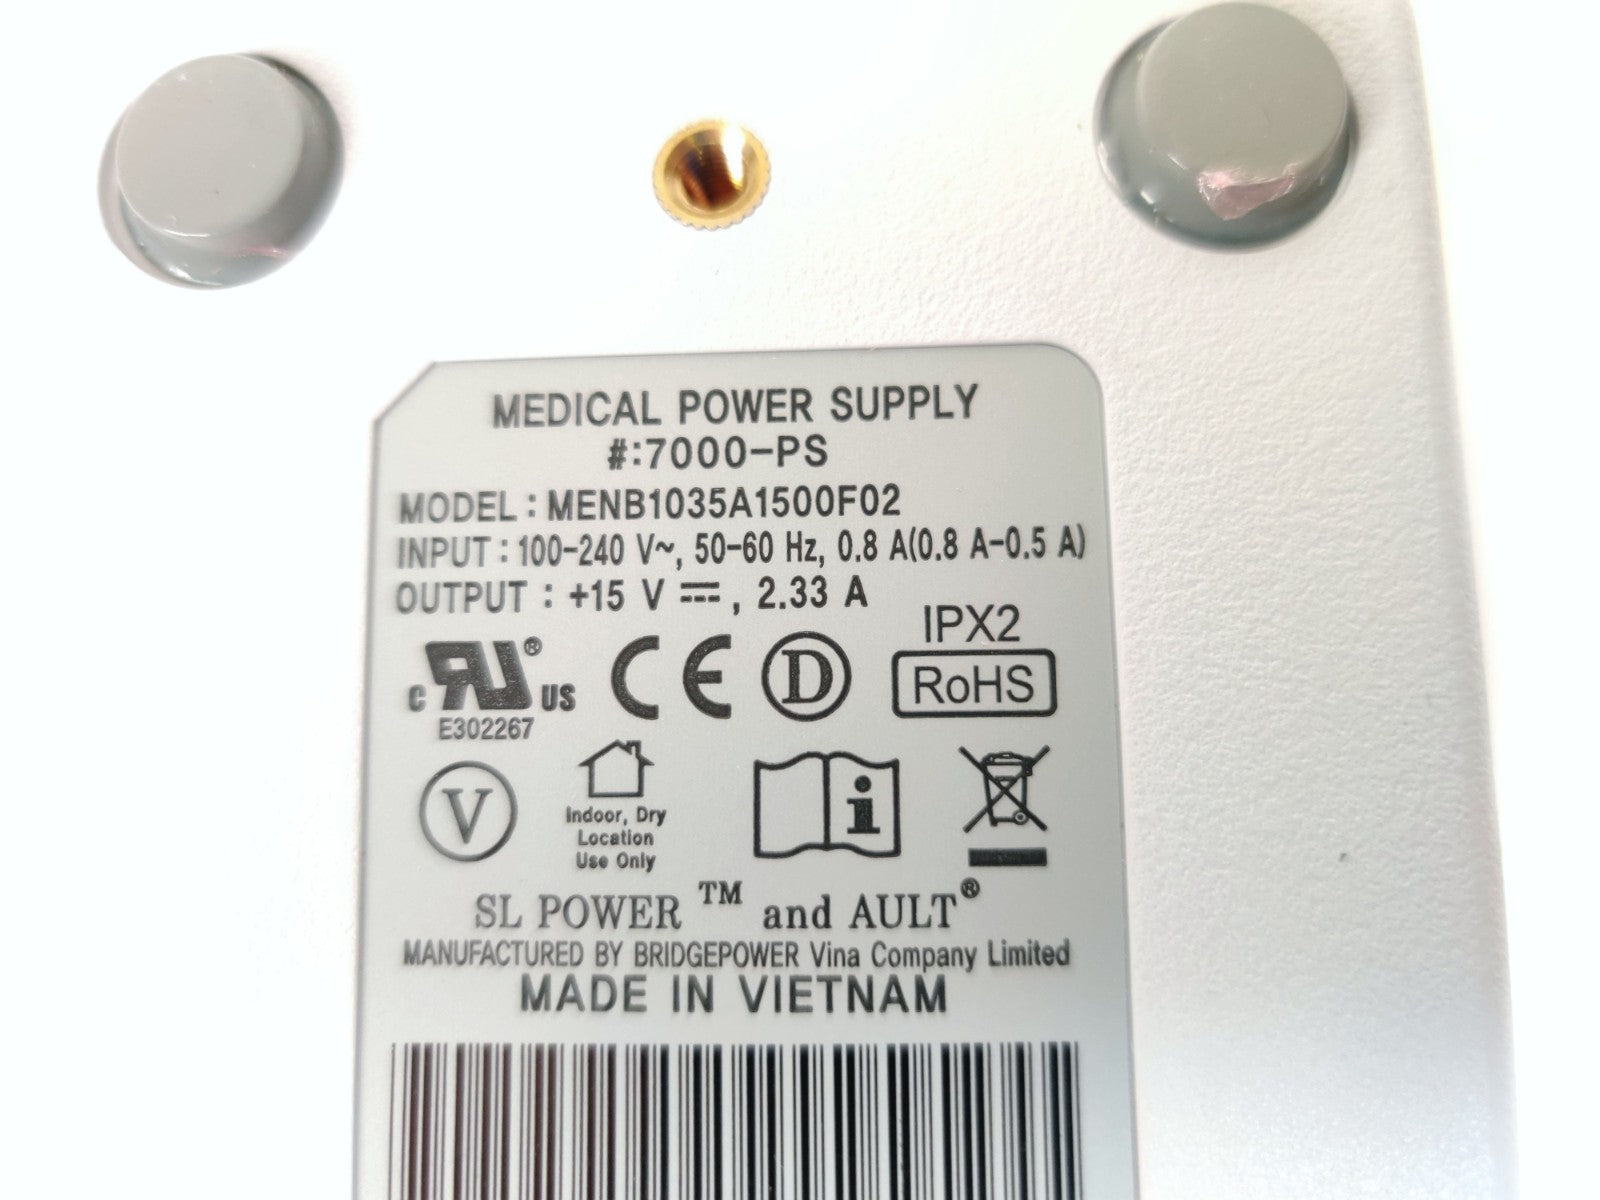 MEDICAL POWER SUPPLY
#:7000-PS
MODEL : MENB1035A1500F02
INPUT : 100-240 V~, 50-60 Hz, 0.8 A(0.8 A-0.5 A)
OUTPUT : +15 V ⎓, 2.33 A
IPX2
c RU® US CE D RoHS
E302267
V
Indoor, Dry
Location
Use Only
i
SL POWER ™ and AULT®
MANUFACTURED BY BRIDGEPOWER Vina Company Limited
MADE IN VIETNAM